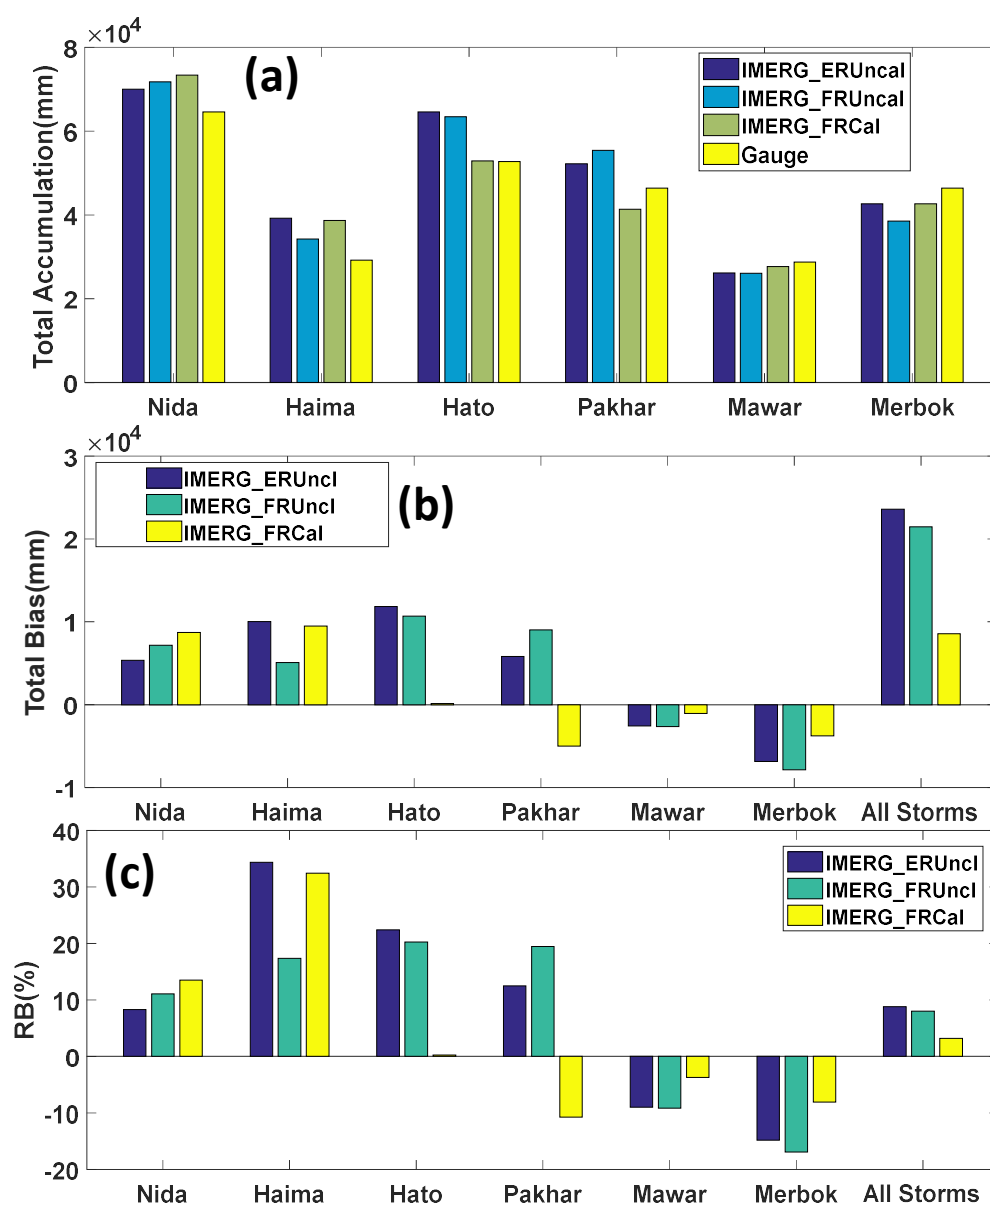 ×10⁴
8
6
4
2
0
Total Accumulation(mm)
(a)
IMERG_ERUncal
IMERG_FRUncal
IMERG_FRCal
Gauge
Nida Haima Hato Pakhar Mawar Merbok
×10⁴
3
2
1
0
-1
Total Bias(mm)
IMERG_ERUncl
IMERG_FRUncl
IMERG_FRCal
(b)
Nida Haima Hato Pakhar Mawar Merbok All Storms
40
30
20
10
0
-10
-20
RB(%)
(c)
IMERG_ERUncl
IMERG_FRUncl
IMERG_FRCal
Nida Haima Hato Pakhar Mawar Merbok All Storms